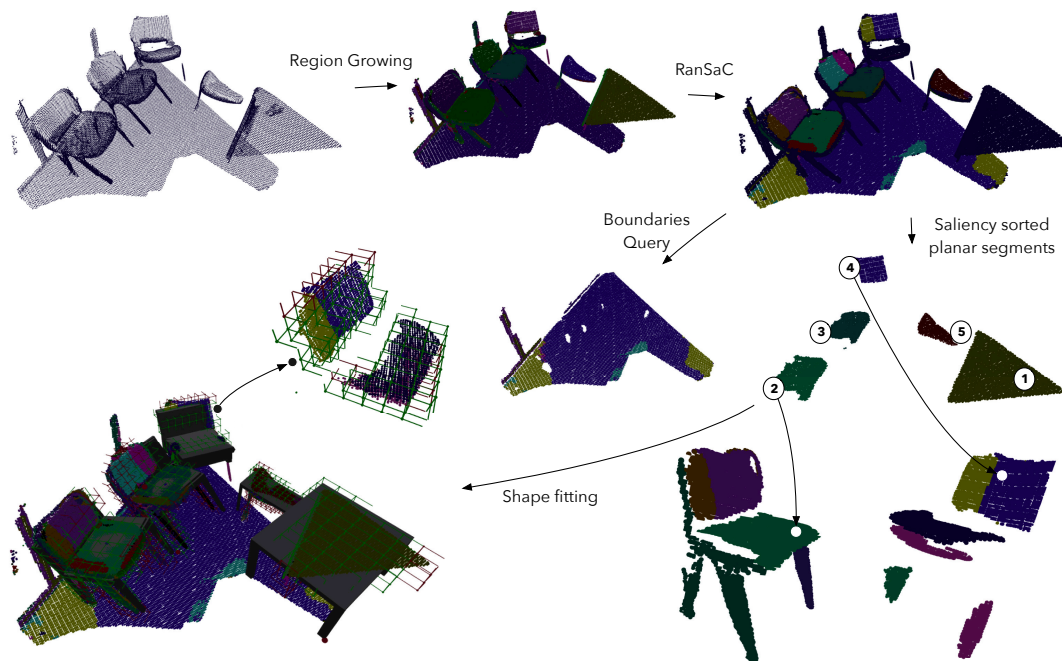 Region Growing
RanSaC
Boundaries
Query
Saliency sorted
planar segments
4
3
5
1
2
Shape fitting